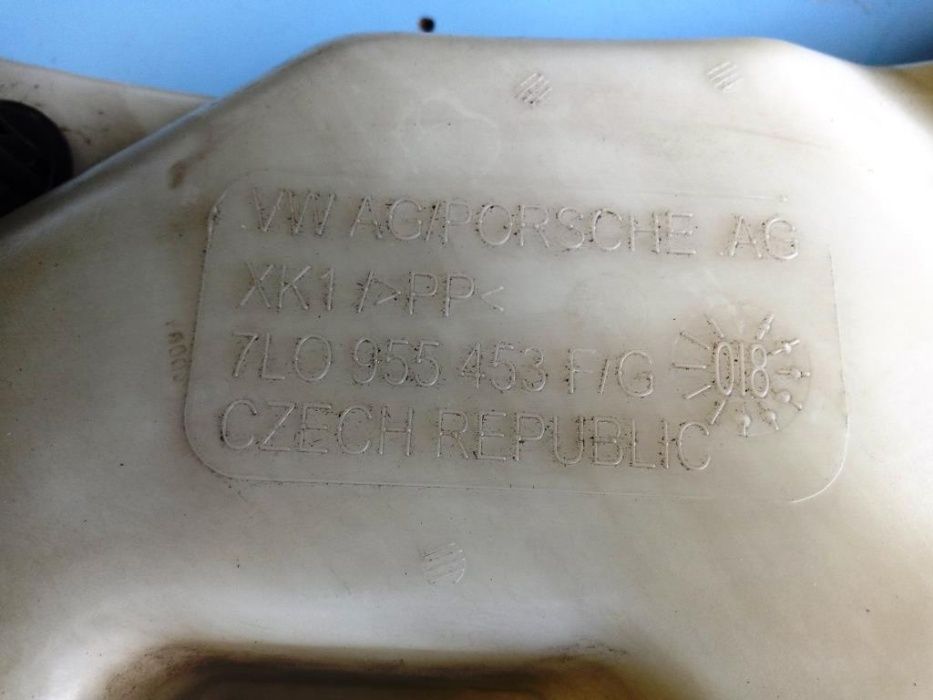 VW AG/PORSCHE AG
XK1 />PP<
7L0 955 453 F/G 018
CZECH REPUBLIC